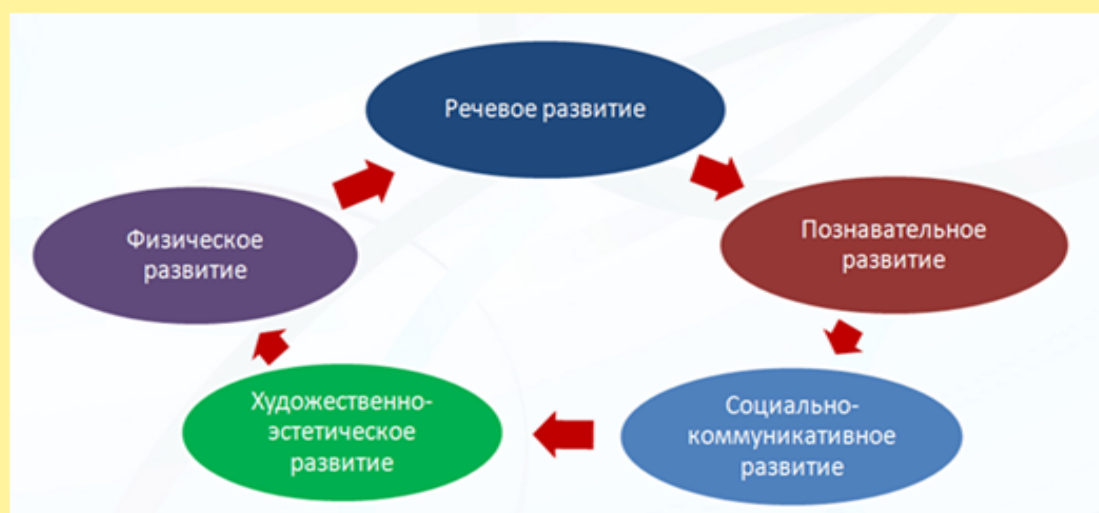 Речевое развитие
Познавательное
развитие
Социально-
коммуникативное
развитие
Художественно-
эстетическое
развитие
Физическое
развитие